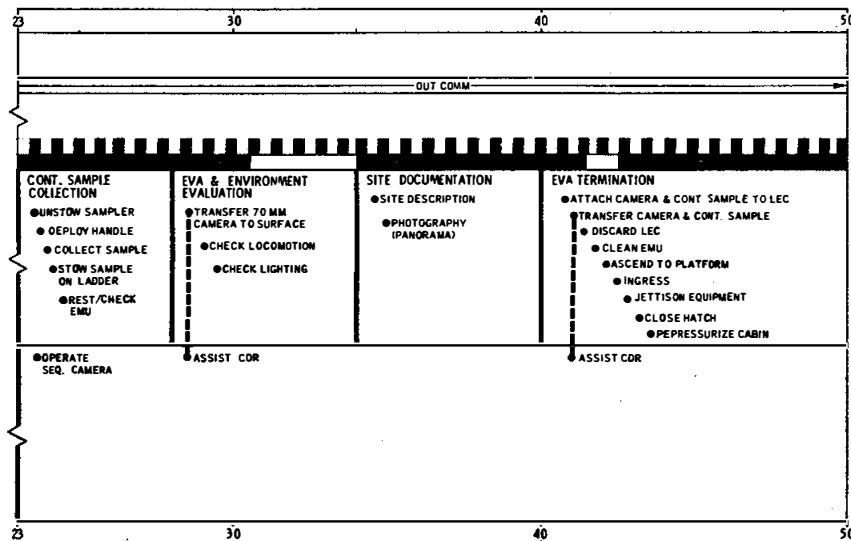 23 30 40 50
OUT COMM
CONT. SAMPLE
COLLECTION
UNSTOW SAMPLER
DEPLOY HANDLE
COLLECT SAMPLE
STOW SAMPLE
ON LADDER
REST/CHECK
EMU
EVA & ENVIRONMENT
EVALUATION
TRANSFER 70 MM
CAMERA TO SURFACE
CHECK LOCOMOTION
CHECK LIGHTING
SITE DOCUMENTATION
SITE DESCRIPTION
PHOTOGRAPHY
(PANORAMA)
EVA TERMINATION
ATTACH CAMERA & CONT SAMPLE TO LEC
TRANSFER CAMERA & CONT. SAMPLE
DISCARD LEC
CLEAN EMU
ASCEND TO PLATFORM
INGRESS
JETTISON EQUIPMENT
CLOSE HATCH
PEPRESSURIZE CABIN
OPERATE
SEQ. CAMERA
ASSIST CDR
ASSIST CDR
23 30 40 50